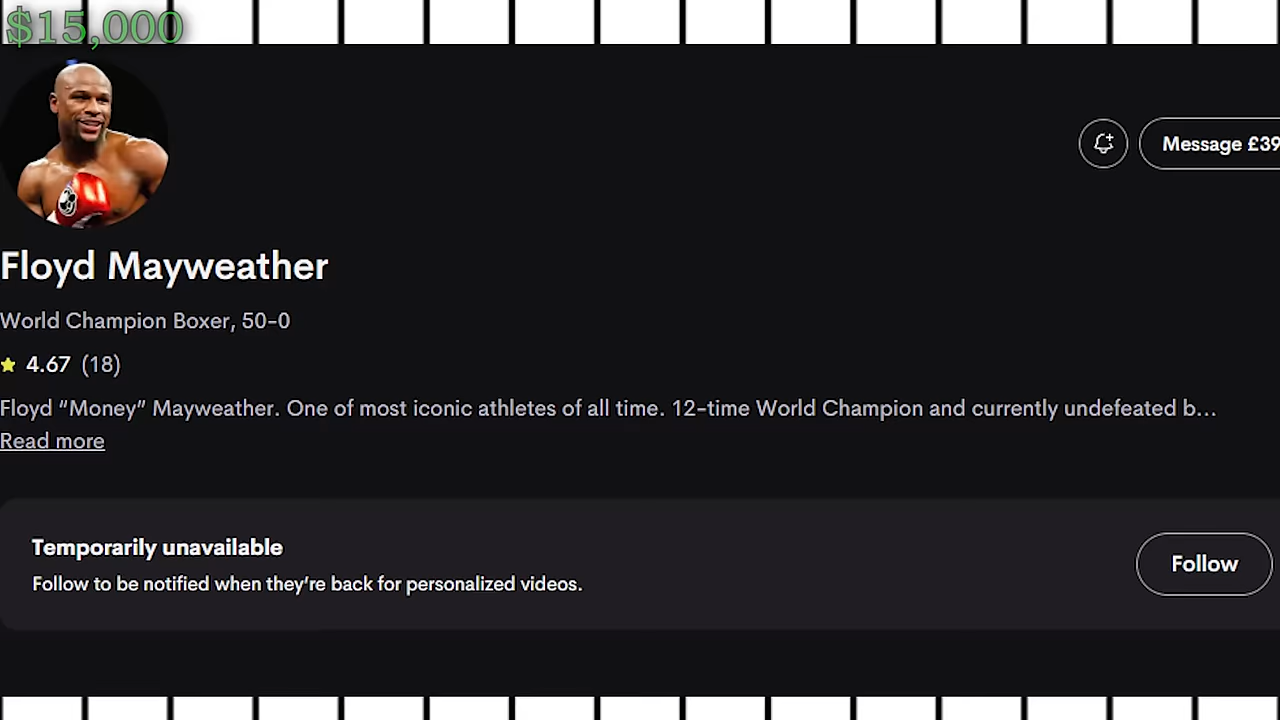 $15,000
Message £39
Floyd Mayweather
World Champion Boxer, 50-0
4.67 (18)
Floyd “Money” Mayweather. One of most iconic athletes of all time. 12-time World Champion and currently undefeated b...
Read more
Temporarily unavailable
Follow to be notified when they’re back for personalized videos.
Follow